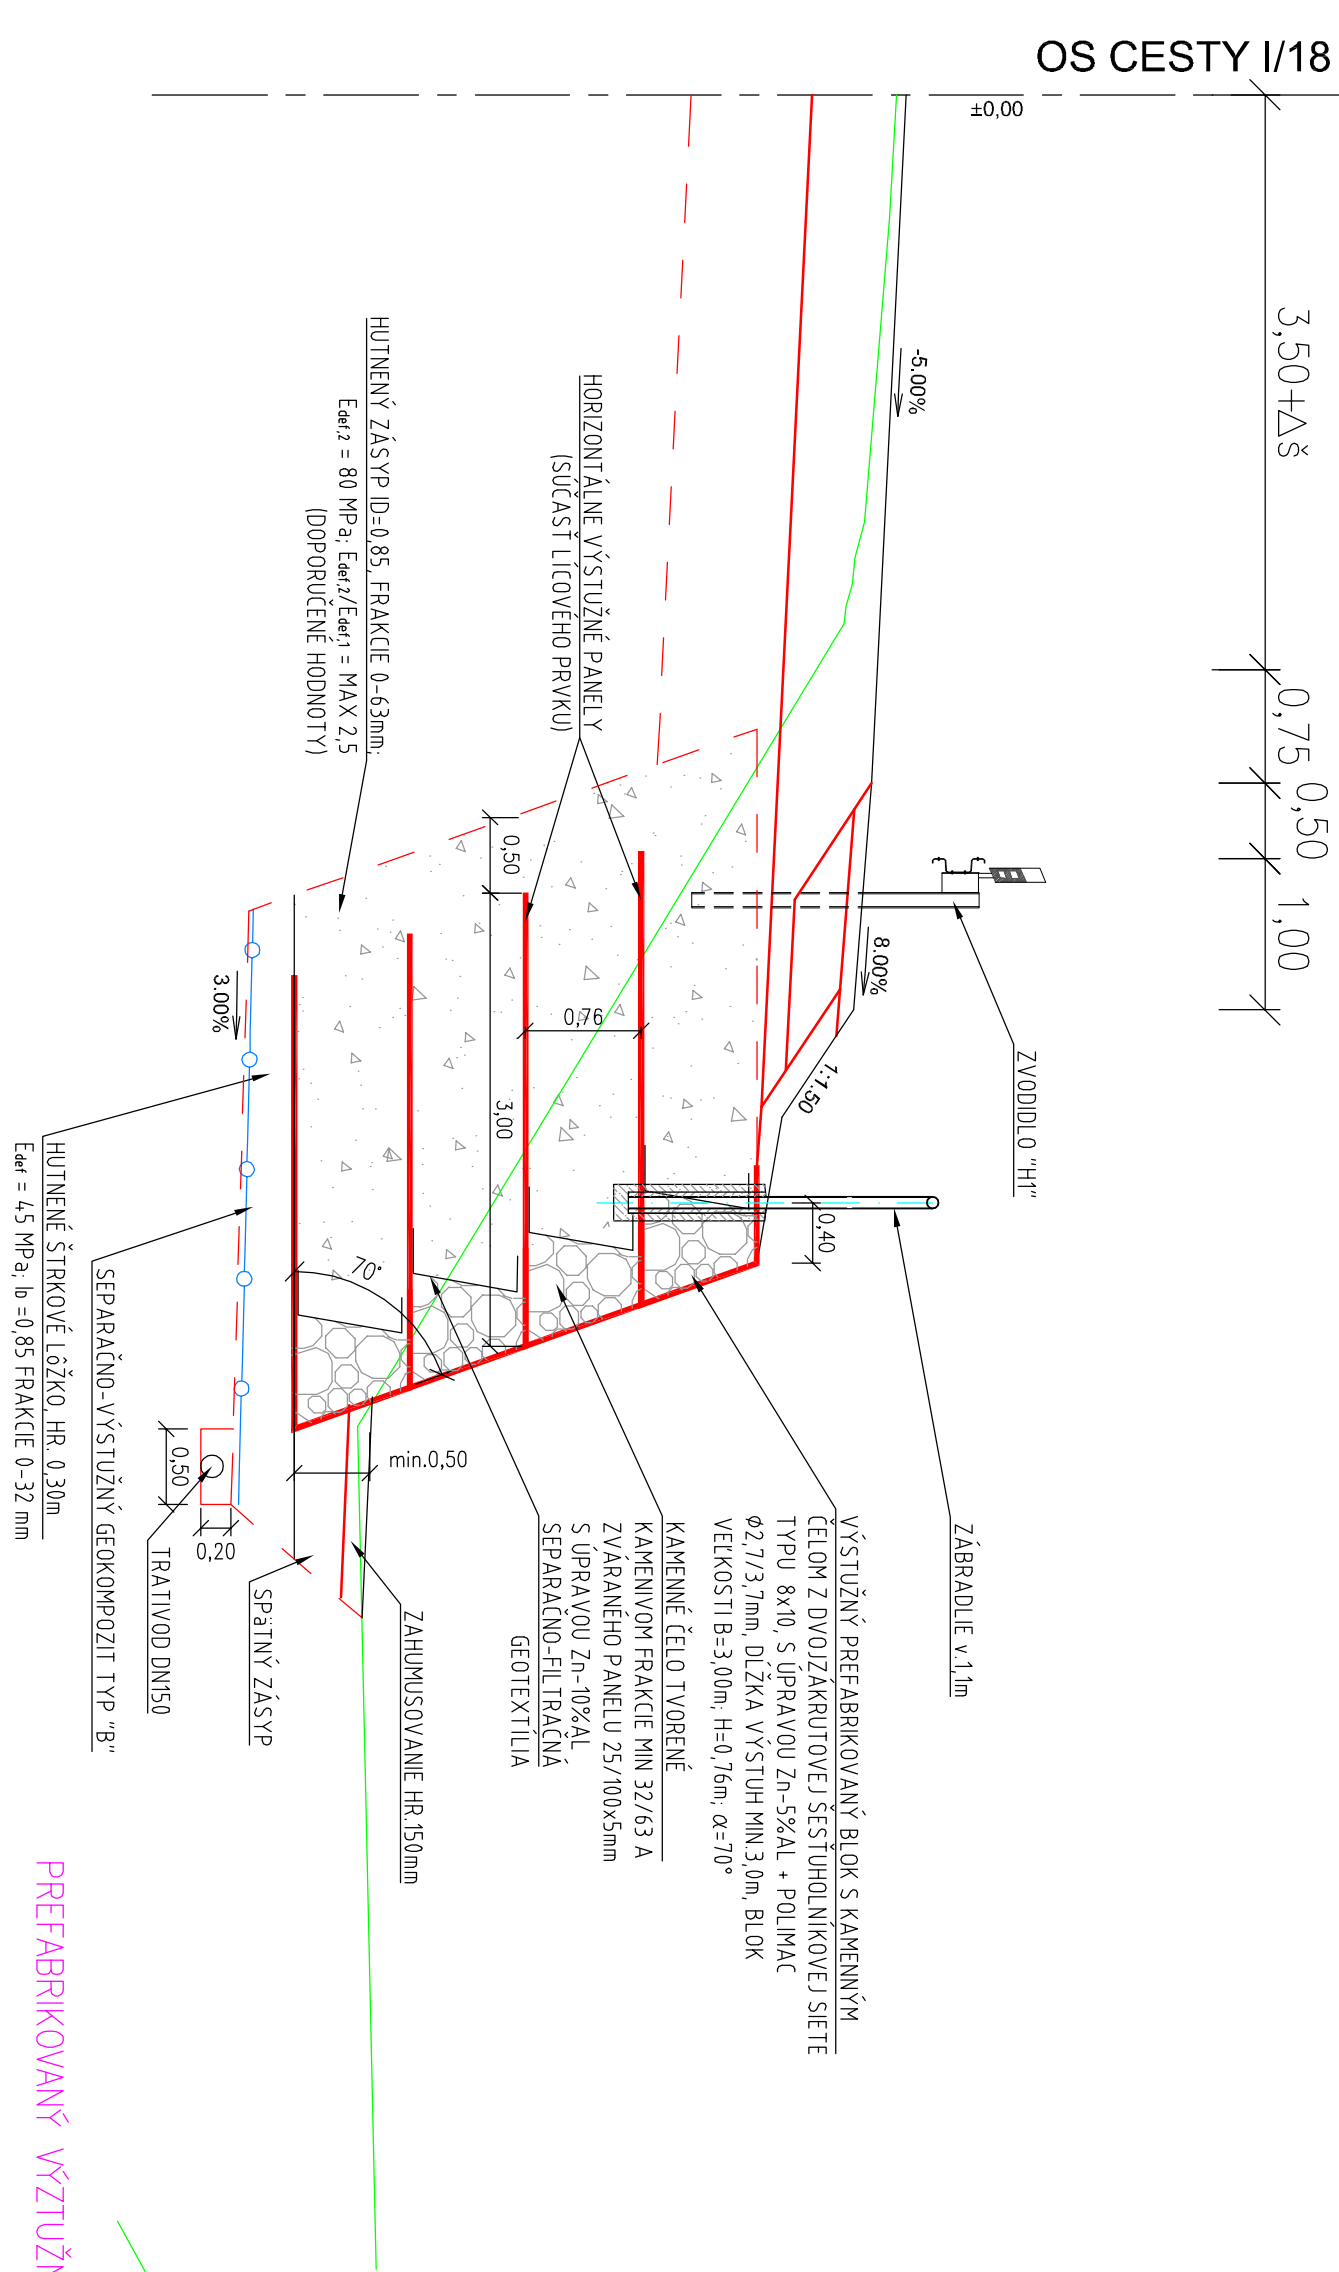 OS CESTY I/18
±0,00
3,50+△Š
0,75
0,50
1,00
-5.00%
8.00%
1:1.50
ZVODIDLO "H1"
0,40
ZÁBRADLIE v.1,1m
HORIZONTÁLNE VÝSTUŽNÉ PANELY
(SÚČASŤ LÍCOVÉHO PRVKU)
HUTNENÝ ZÁSYP ID=0,85, FRAKCIE 0-63mm;
Edef,2 = 80 MPa; Edef,2/Edef,1 = MAX 2,5
(DOPORUČENÉ HODNOTY)
0,50
0,76
3,00
70°
3.00%
min.0,50
0,50
0,20
VÝSTUŽNÝ PREFABRIKOVANÝ BLOK S KAMENNÝM
ČELOM Z DVOJZÁKRUTOVEJ ŠESŤUHOLNÍKOVEJ SIETE
TYPU 8x10, S ÚPRAVOU Zn-5%AL + POLIMAC
Φ2,7/3,7mm, DĹŽKA VÝSTUH MIN.3,0m, BLOK
VEĽKOSTI B=3,00m; H=0,76m; α=70°
KAMENNÉ ČELO TVORENÉ
KAMENIVOM FRAKCIE MIN 32/63 A
ZVÁRANÉHO PANELU 25/100x5mm
S ÚPRAVOU Zn-10%AL
SEPARAČNO-FILTRAČNÁ
GEOTEXTÍLIA
ZAHUMUSOVANIE HR.150mm
SPäTNÝ ZÁSYP
TRATIVOD DN150
SEPARAČNO-VÝSTUŽNÝ GEOKOMPOZIT TYP "B"
HUTNENÉ ŠTRKOVÉ LôŽKO, HR. 0,30m
Edef = 45 MPa; ID =0,85 FRAKCIE 0-32 mm
PREFABRIKOVANÝ VÝZTUŽN